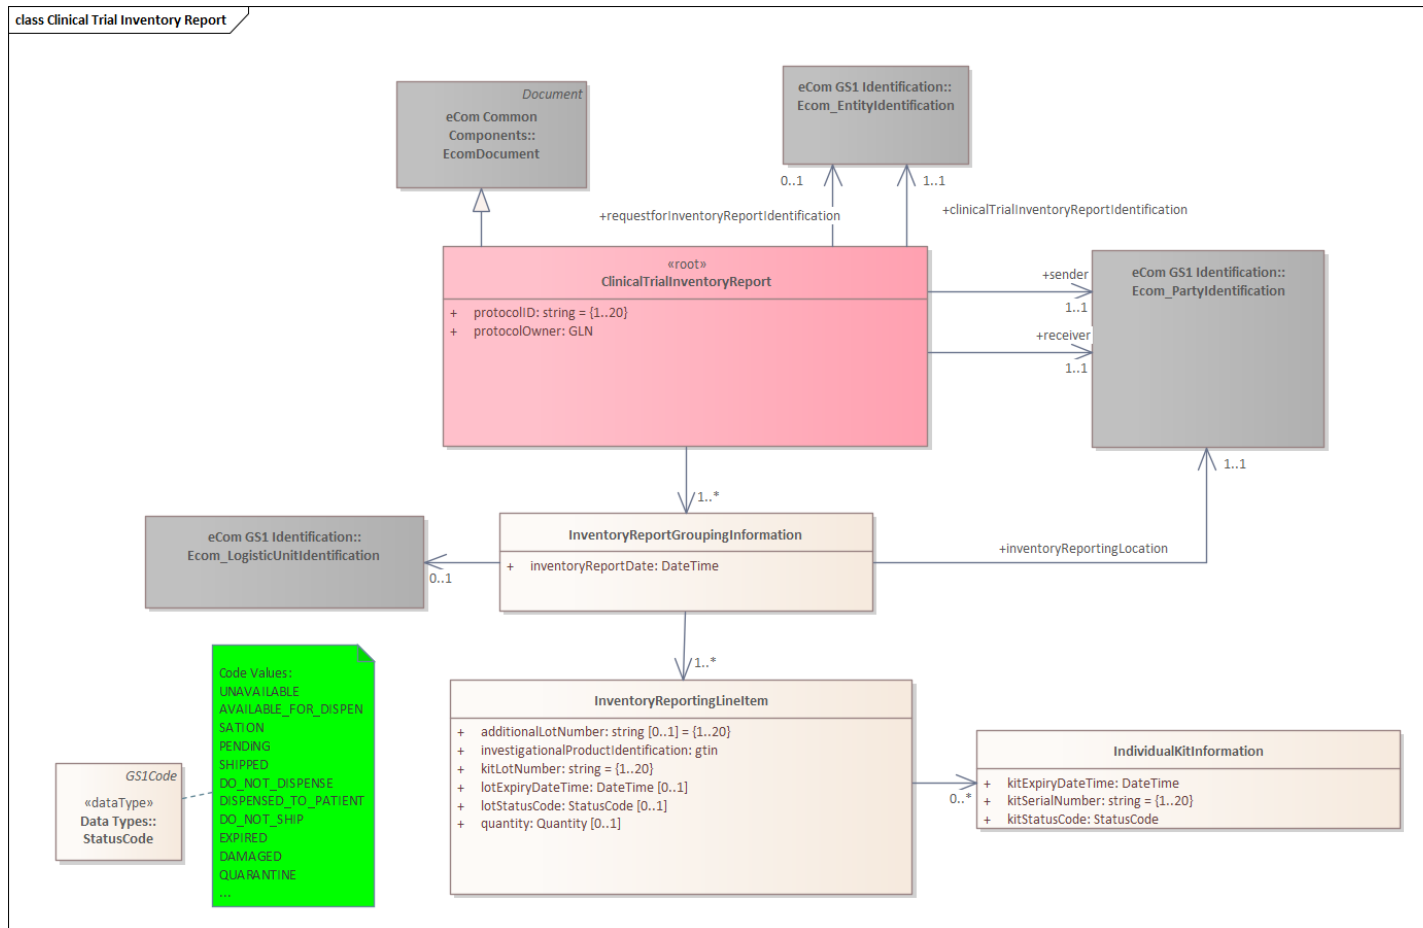 class Clinical Trial Inventory Report
Document
eCom Common
Components::
EcomDocument
eCom GS1 Identification::
Ecom_EntityIdentification
0..1
1..1
+requestforInventoryReportIdentification
+clinicalTrialInventoryReportIdentification
«root»
ClinicalTrialInventoryReport
+ protocolID: string = {1..20}
+ protocolOwner: GLN
+sender
1..1
+receiver
1..1
eCom GS1 Identification::
Ecom_PartyIdentification
1..1
1..*
eCom GS1 Identification::
Ecom_LogisticUnitIdentification
0..1
InventoryReportGroupingInformation
+ inventoryReportDate: DateTime
+inventoryReportingLocation
1..*
Code Values:
UNAVAILABLE
AVAILABLE_FOR_DISPEN
SATION
PENDING
SHIPPED
DO_NOT_DISPENSE
DISPENSED_TO_PATIENT
DO_NOT_SHIP
EXPIRED
DAMAGED
QUARANTINE
...
GS1Code
«dataType»
Data Types::
StatusCode
InventoryReportingLineItem
+ additionalLotNumber: string [0..1] = {1..20}
+ investigationalProductIdentification: gtin
+ kitLotNumber: string = {1..20}
+ lotExpiryDateTime: DateTime [0..1]
+ lotStatusCode: StatusCode [0..1]
+ quantity: Quantity [0..1]
0..*
IndividualKitInformation
+ kitExpiryDateTime: DateTime
+ kitSerialNumber: string = {1..20}
+ kitStatusCode: StatusCode